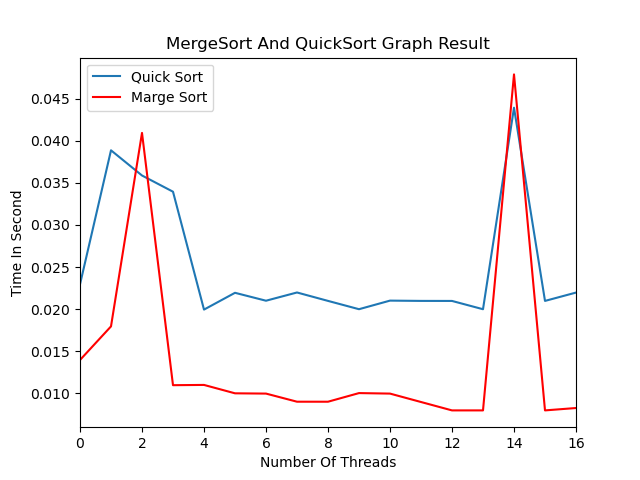 MergeSort And QuickSort Graph Result
Quick Sort
Marge Sort
0.045
0.040
0.035
0.030
0.025
0.020
0.015
0.010
Time In Second
0 2 4 6 8 10 12 14 16
Number Of Threads